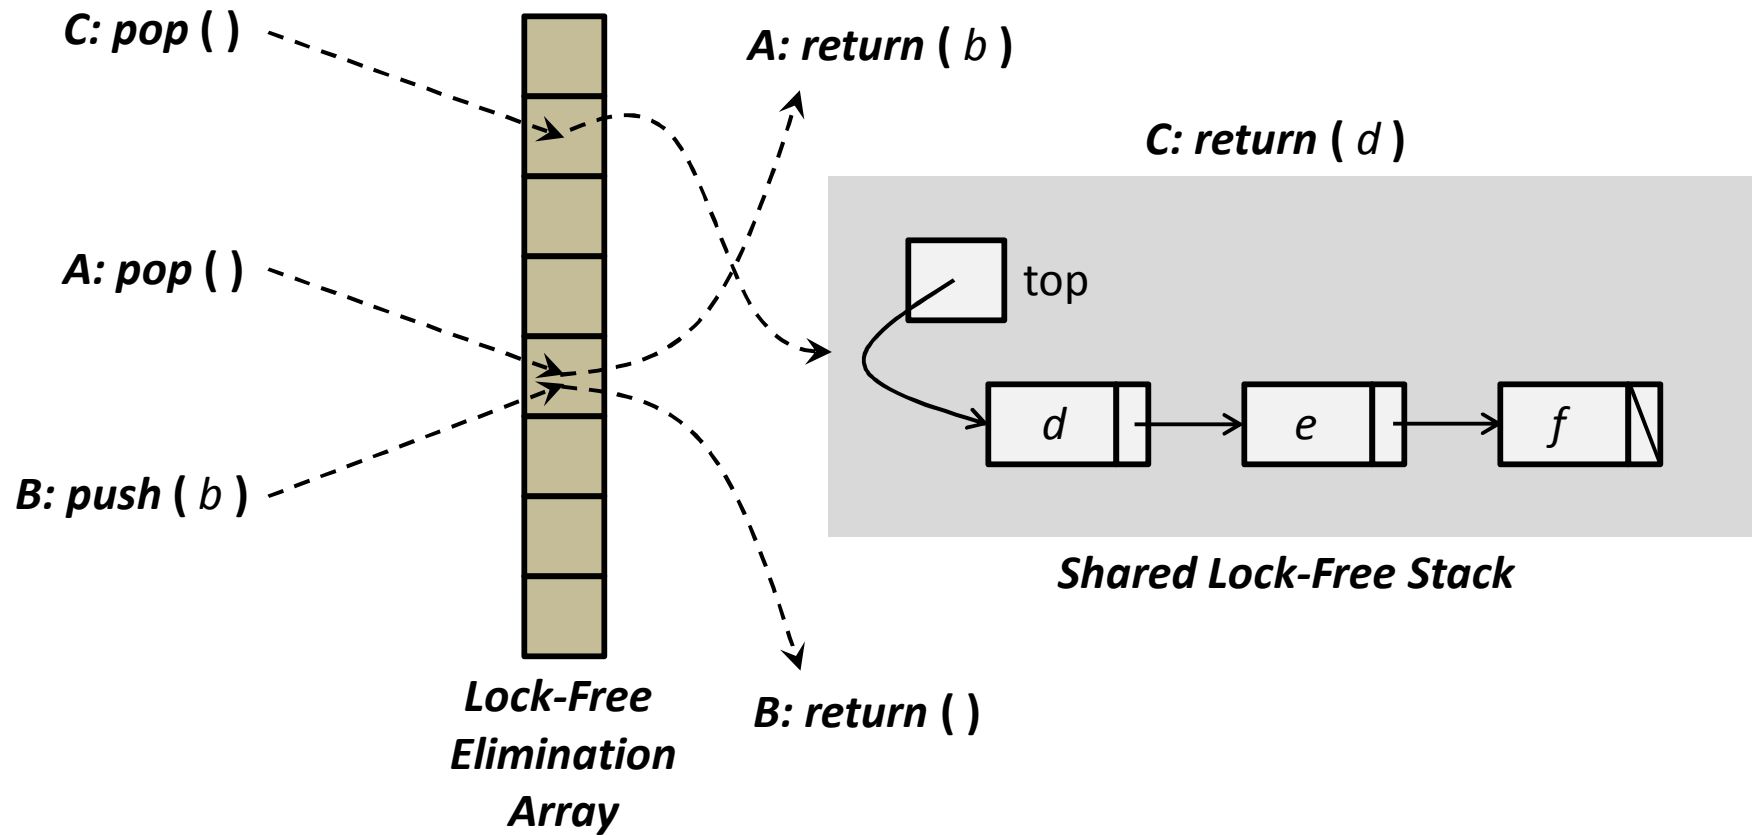 C: pop ( )
A: return ( b )
C: return ( d )
A: pop ( )
top
d
e
f
B: push ( b )
Shared Lock-Free Stack
Lock-Free
Elimination
Array
B: return ( )